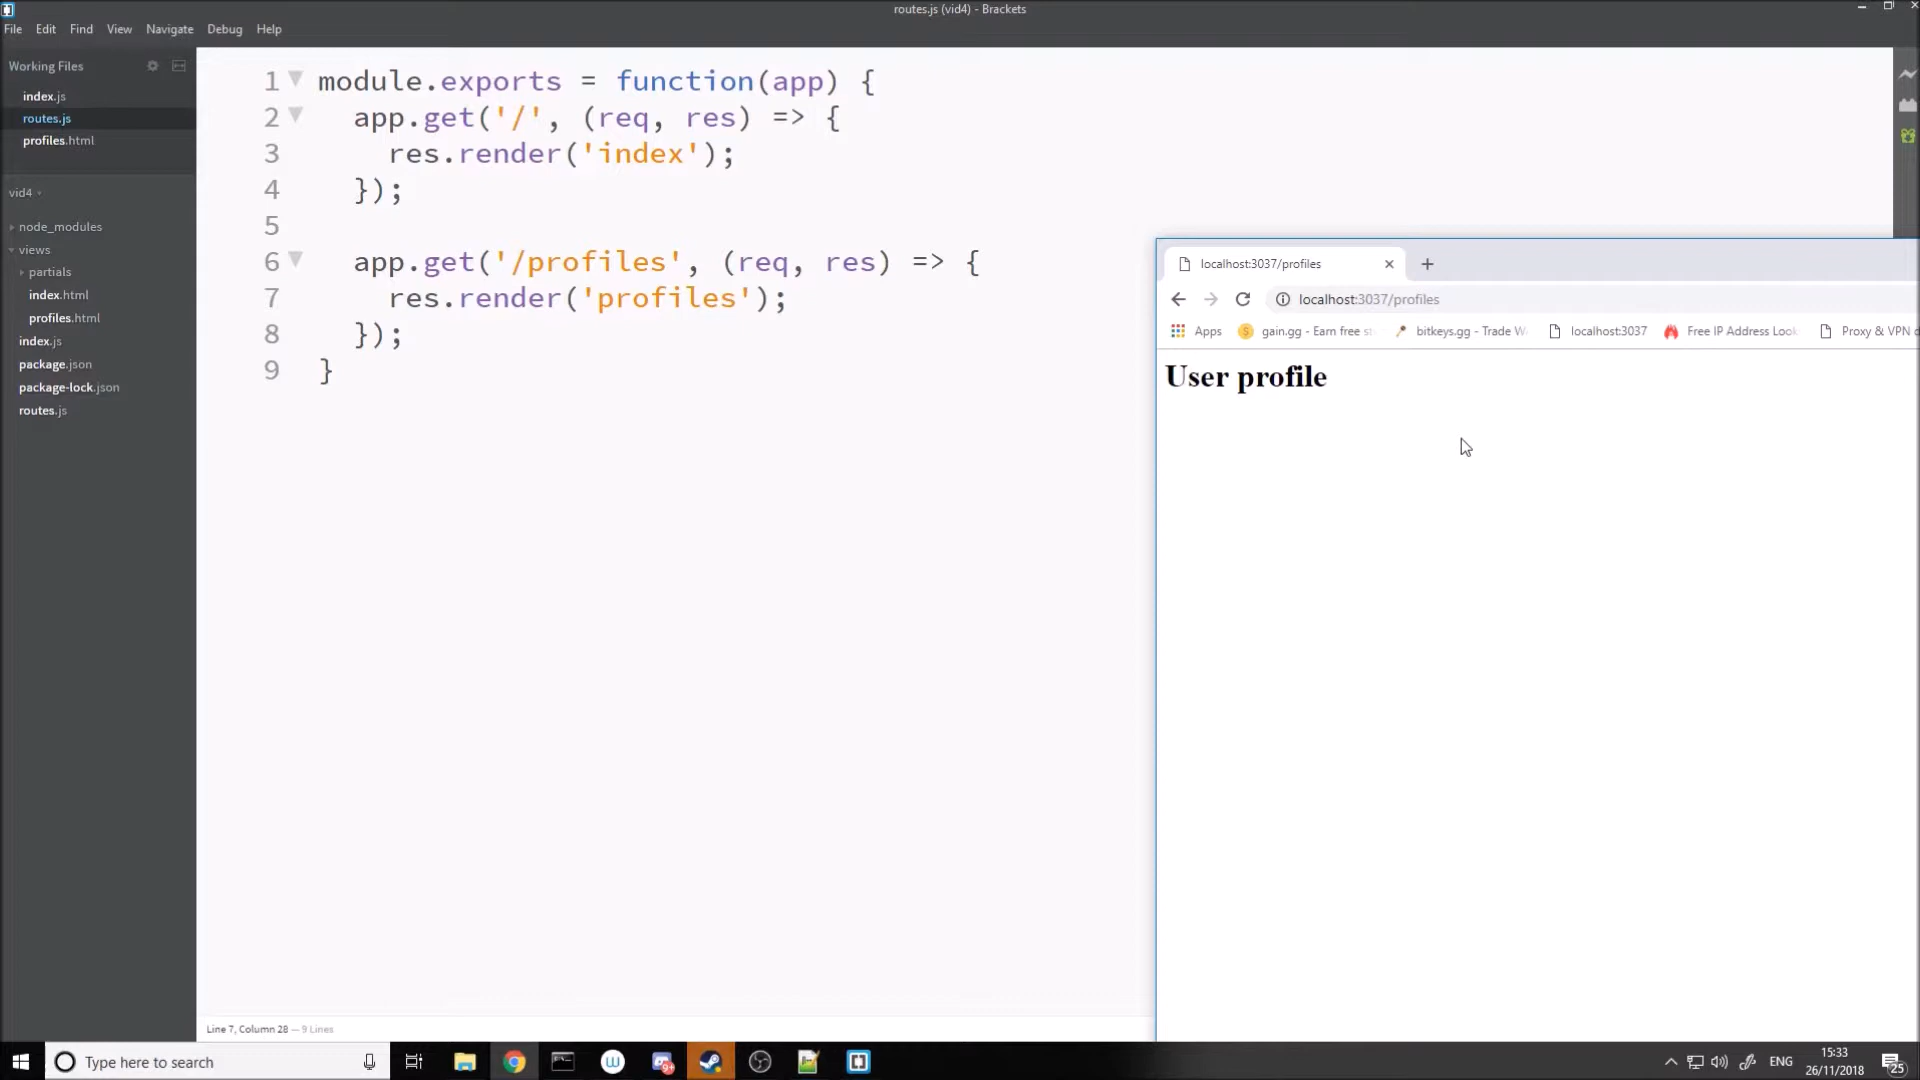 routes.js (vid4) - Brackets
File Edit Find View Navigate Debug Help
Working Files
index.js
routes.js
profiles.html
vid4
node_modules
views
partials
index.html
profiles.html
index.js
package.json
package-lock.json
routes.js
1 module.exports = function(app) {
2 app.get('/', (req, res) => {
3 res.render('index');
4 });
5
6 app.get('/profiles', (req, res) => {
7 res.render('profiles');
8 });
9 }
localhost:3037/profiles
localhost:3037/profiles
Apps gain.gg - Earn free st bitkeys.gg - Trade W localhost:3037 Free IP Address Look Proxy & VPN d
User profile
Line 7, Column 28 — 9 Lines
Type here to search
9+
ENG
15:33
26/11/2018
25